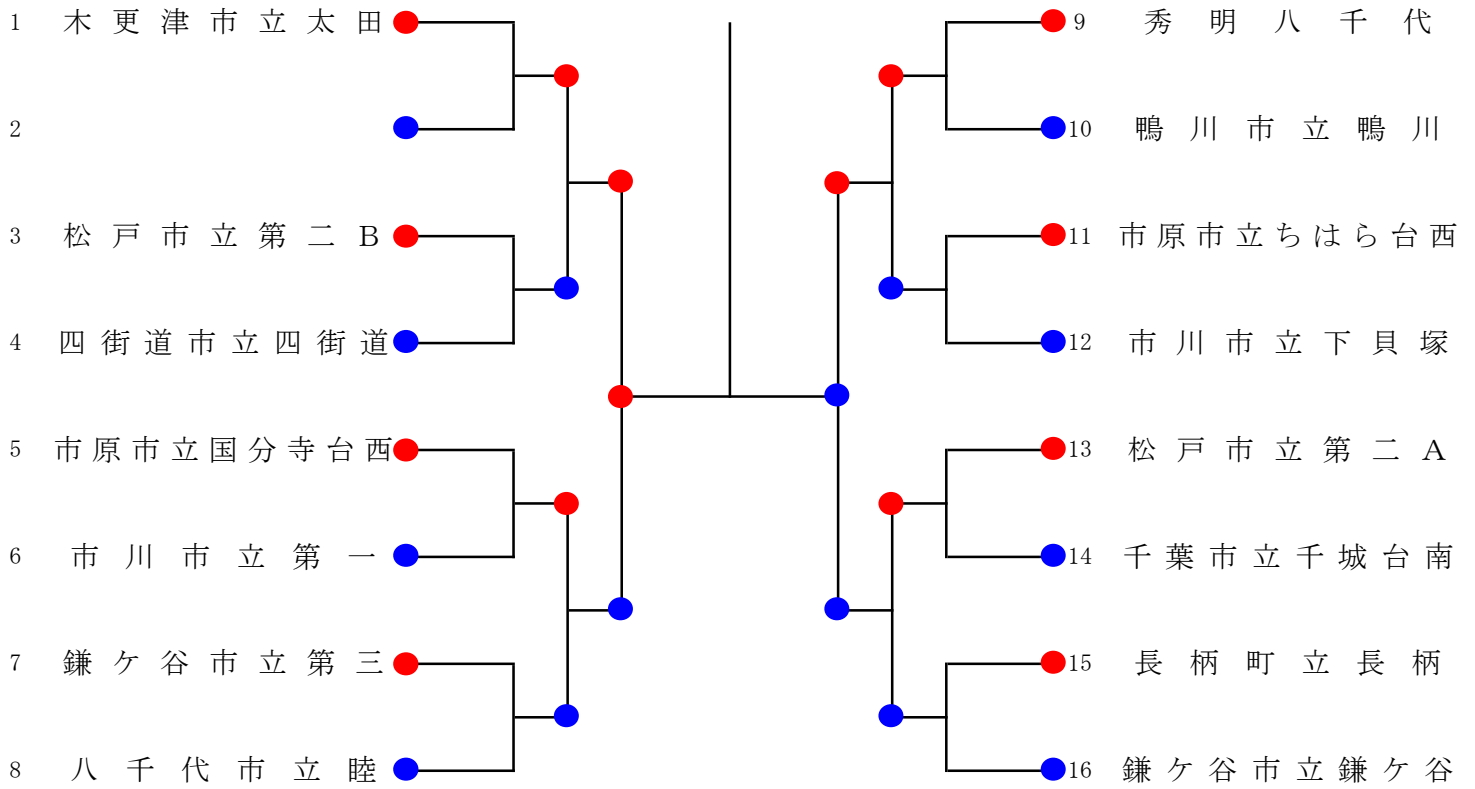 1 木更津市立太田
2
3 松戸市立第二B
4 四街道市立四街道
5 市原市立国分寺台西
6 市川市立第一
7 鎌ケ谷市立第三
8 八千代市立睦
9 秀明八千代
10 鴨川市立鴨川
11 市原市立ちはら台西
12 市川市立下貝塚
13 松戸市立第二A
14 千葉市立千城台南
15 長柄町立長柄
16 鎌ケ谷市立鎌ケ谷